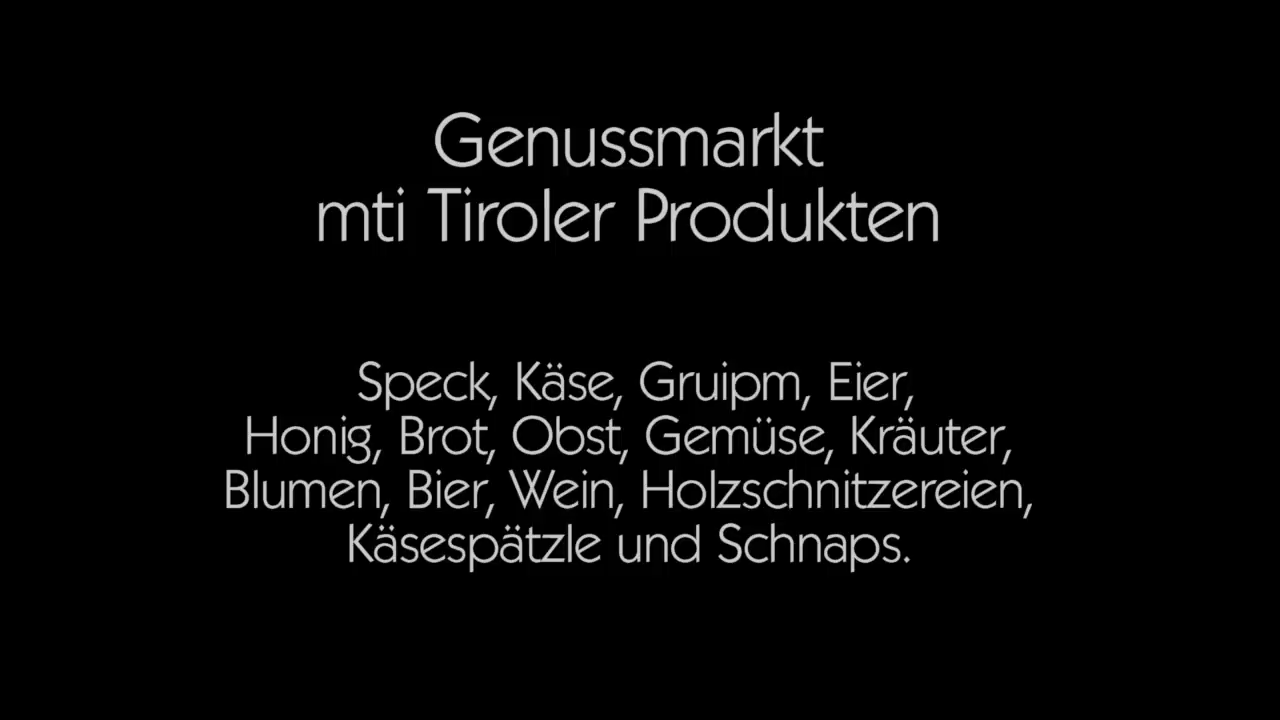 Genussmarkt
mti Tiroler Produkten
Speck, Käse, Gruipm, Eier,
Honig, Brot, Obst, Gemüse, Kräuter,
Blumen, Bier, Wein, Holzschnitzereien,
Käsespätzle und Schnaps.